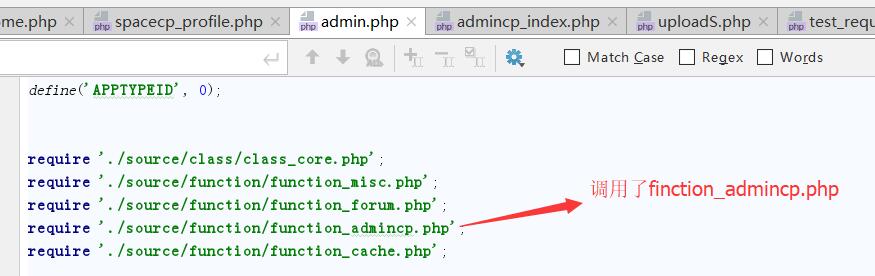 ome.php × spacecp_profile.php × admin.php × admincp_index.php × uploadS.php × test_requ
Match Case Regex Words
define('APPTYPEID', 0);
require './source/class/class_core.php';
require './source/function/function_misc.php';
require './source/function/function_forum.php';
调用了finction_admincp.php
require './source/function/function_admincp.php';
require './source/function/function_cache.php';